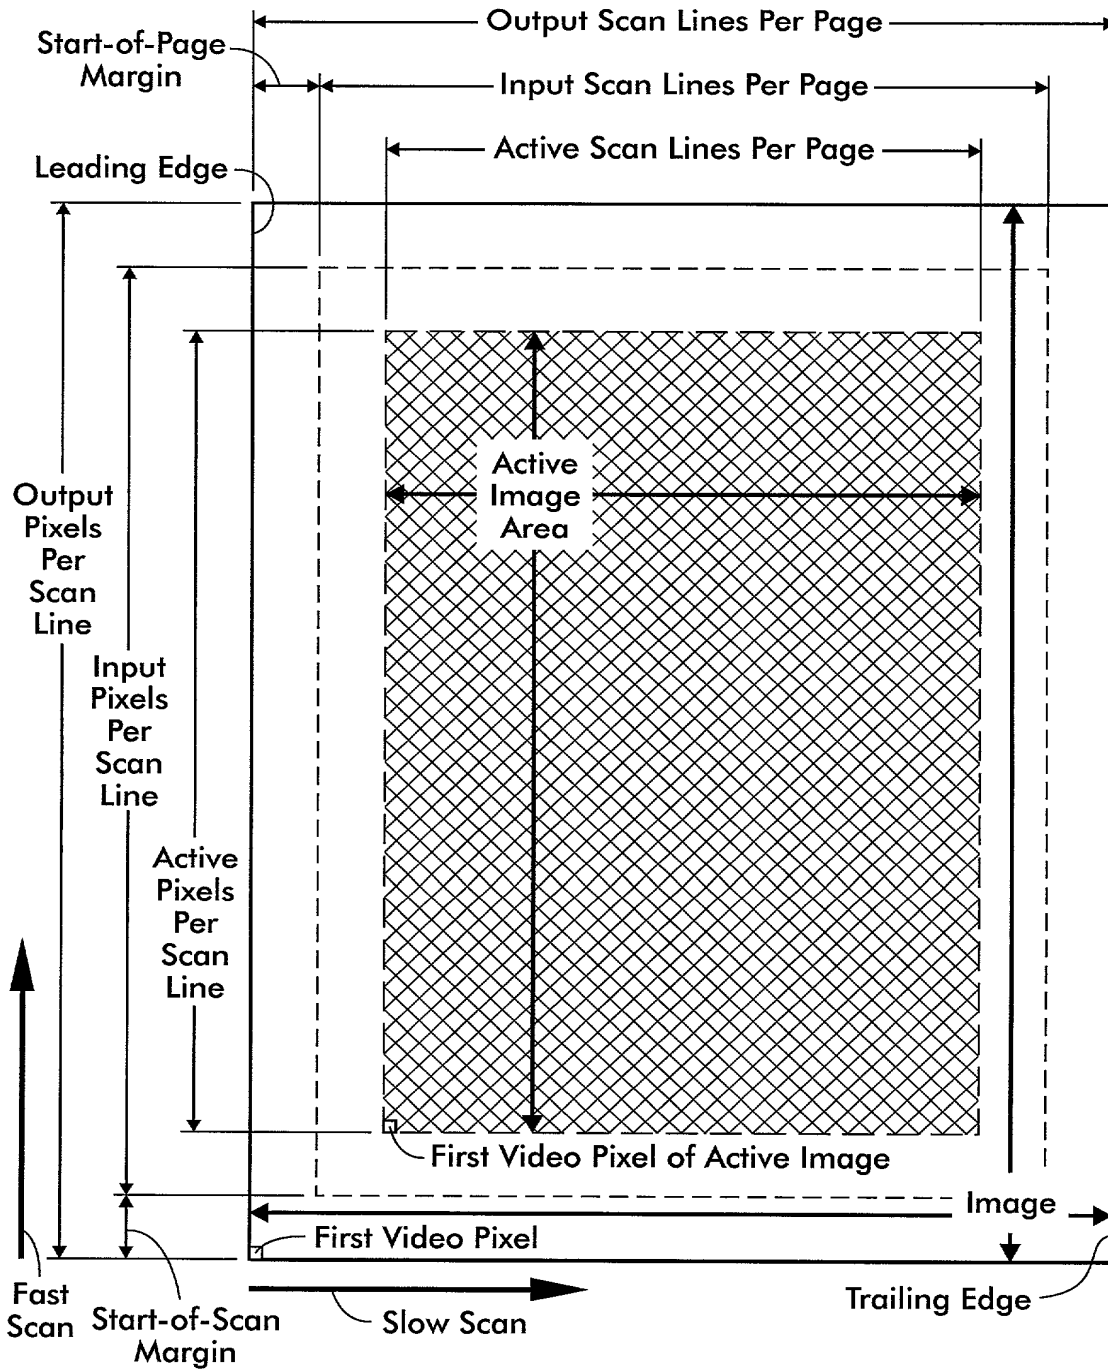 Output Scan Lines Per Page
Start-of-Page
Margin
Input Scan Lines Per Page
Active Scan Lines Per Page
Leading Edge
Active
Image
Area
Output
Pixels
Per
Scan
Line
Input
Pixels
Per
Scan
Line
Active
Pixels
Per
Scan
Line
First Video Pixel of Active Image
Image
First Video Pixel
Fast
Scan
Start-of-Scan
Margin
Slow Scan
Trailing Edge